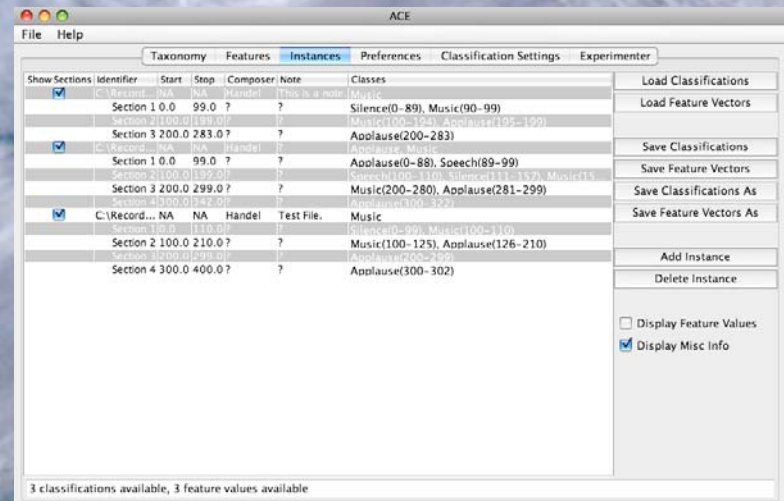 ACE
File Help
Taxonomy Features Instances Preferences Classification Settings Experimenter
Show Sections Identifier Start Stop Composer Note Classes
C:\Record... NA NA Handel This is a note. Music
Section 1 0.0 99.0 ? ? Silence(0-89), Music(90-99)
Section 2 100.0 199.0 ? ? Music(100-194), Applause(195-199)
Section 3 200.0 283.0 ? ? Applause(200-283)
C:\Record... NA NA Handel ? Applause, Music
Section 1 0.0 99.0 ? ? Applause(0-88), Speech(89-99)
Section 2 100.0 199.0 ? ? Speech(100-110), Silence(111-157), Music(15...
Section 3 200.0 299.0 ? ? Music(200-280), Applause(281-299)
Section 4 300.0 342.0 ? ? Applause(300-322)
C:\Record... NA NA Handel Test File. Music
Section 1 0.0 110.0 ? ? Silence(0-99), Music(100-110)
Section 2 100.0 210.0 ? ? Music(100-125), Applause(126-210)
Section 3 200.0 299.0 ? ? Applause(200-299)
Section 4 300.0 400.0 ? ? Applause(300-302)
Load Classifications
Load Feature Vectors
Save Classifications
Save Feature Vectors
Save Classifications As
Save Feature Vectors As
Add Instance
Delete Instance
Display Feature Values
Display Misc Info
3 classifications available, 3 feature values available